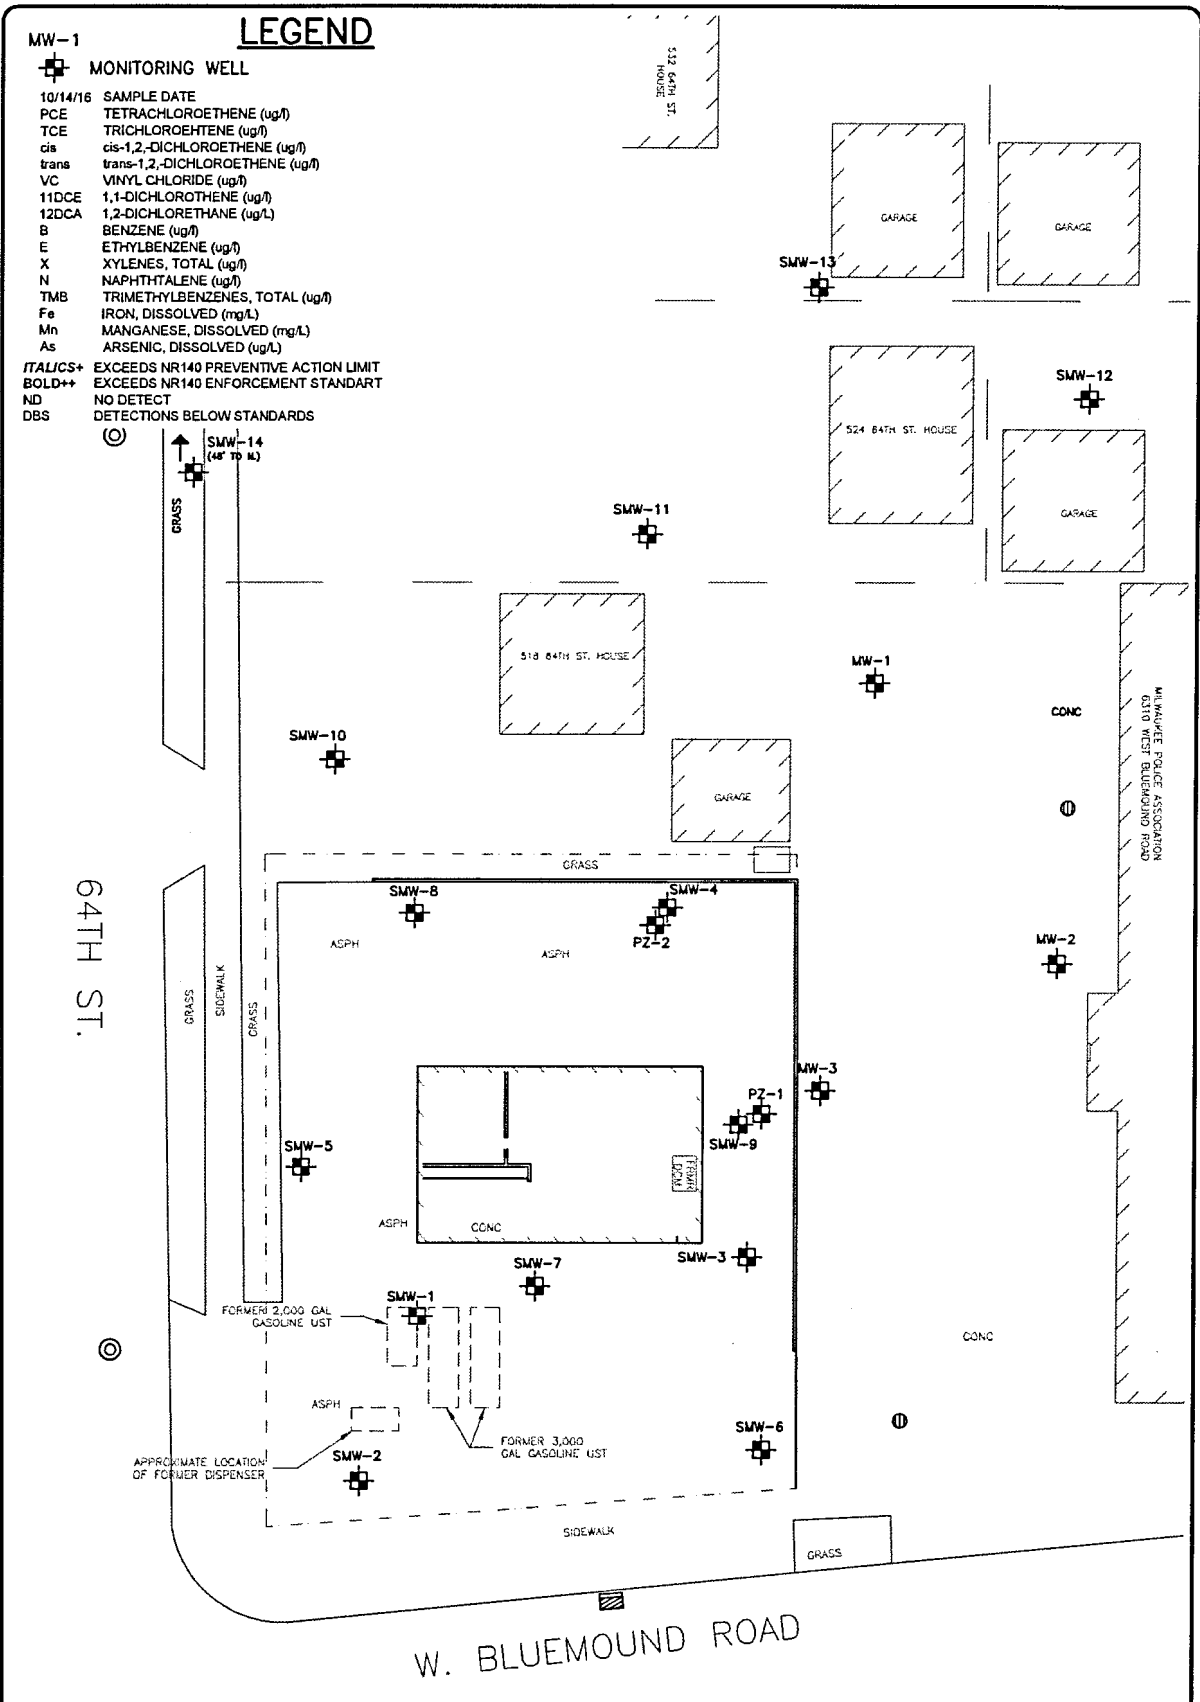 LEGEND
MW-1
MONITORING WELL
10/14/16 SAMPLE DATE
PCE TETRACHLOROETHENE (ug/l)
TCE TRICHLOROEHTENE (ug/l)
cis cis-1,2,-DICHLOROETHENE (ug/l)
trans trans-1,2,-DICHLOROETHENE (ug/l)
VC VINYL CHLORIDE (ug/l)
11DCE 1,1-DICHLOROTHENE (ug/l)
12DCA 1,2-DICHLORETHANE (ug/L)
B BENZENE (ug/l)
E ETHYLBENZENE (ug/l)
X XYLENES, TOTAL (ug/l)
N NAPHTHTALENE (ug/l)
TMB TRIMETHYLBENZENES, TOTAL (ug/l)
Fe IRON, DISSOLVED (mg/L)
Mn MANGANESE, DISSOLVED (mg/L)
As ARSENIC, DISSOLVED (ug/L)
ITALICS+ EXCEEDS NR140 PREVENTIVE ACTION LIMIT
BOLD++ EXCEEDS NR140 ENFORCEMENT STANDART
ND NO DETECT
DBS DETECTIONS BELOW STANDARDS
532 64TH ST.
HOUSE
GARAGE
GARAGE
SMW-13
SMW-12
524 64TH ST. HOUSE
GARAGE
SMW-14
(48' TO N.)
GRASS
SMW-11
518 64TH ST. HOUSE
MW-1
CONC
MILWAUKEE POLICE ASSOCIATION
6310 WEST BLUEMOUND ROAD
SMW-10
GARAGE
GRASS
SMW-8
SMW-4
PZ-2
ASPH
ASPH
MW-2
64TH ST.
GRASS
SIDEWALK
GRASS
MW-3
PZ-1
SMW-9
SMW-5
FRMR
DCM
ASPH
CONC
SMW-3
SMW-7
SMW-1
FORMER 2,000 GAL
GASOLINE UST
CONC
ASPH
FORMER 3,000
GAL GASOLINE UST
SMW-6
APPROXIMATE LOCATION
OF FORMER DISPENSER
SMW-2
SIDEWALK
GRASS
W. BLUEMOUND ROAD